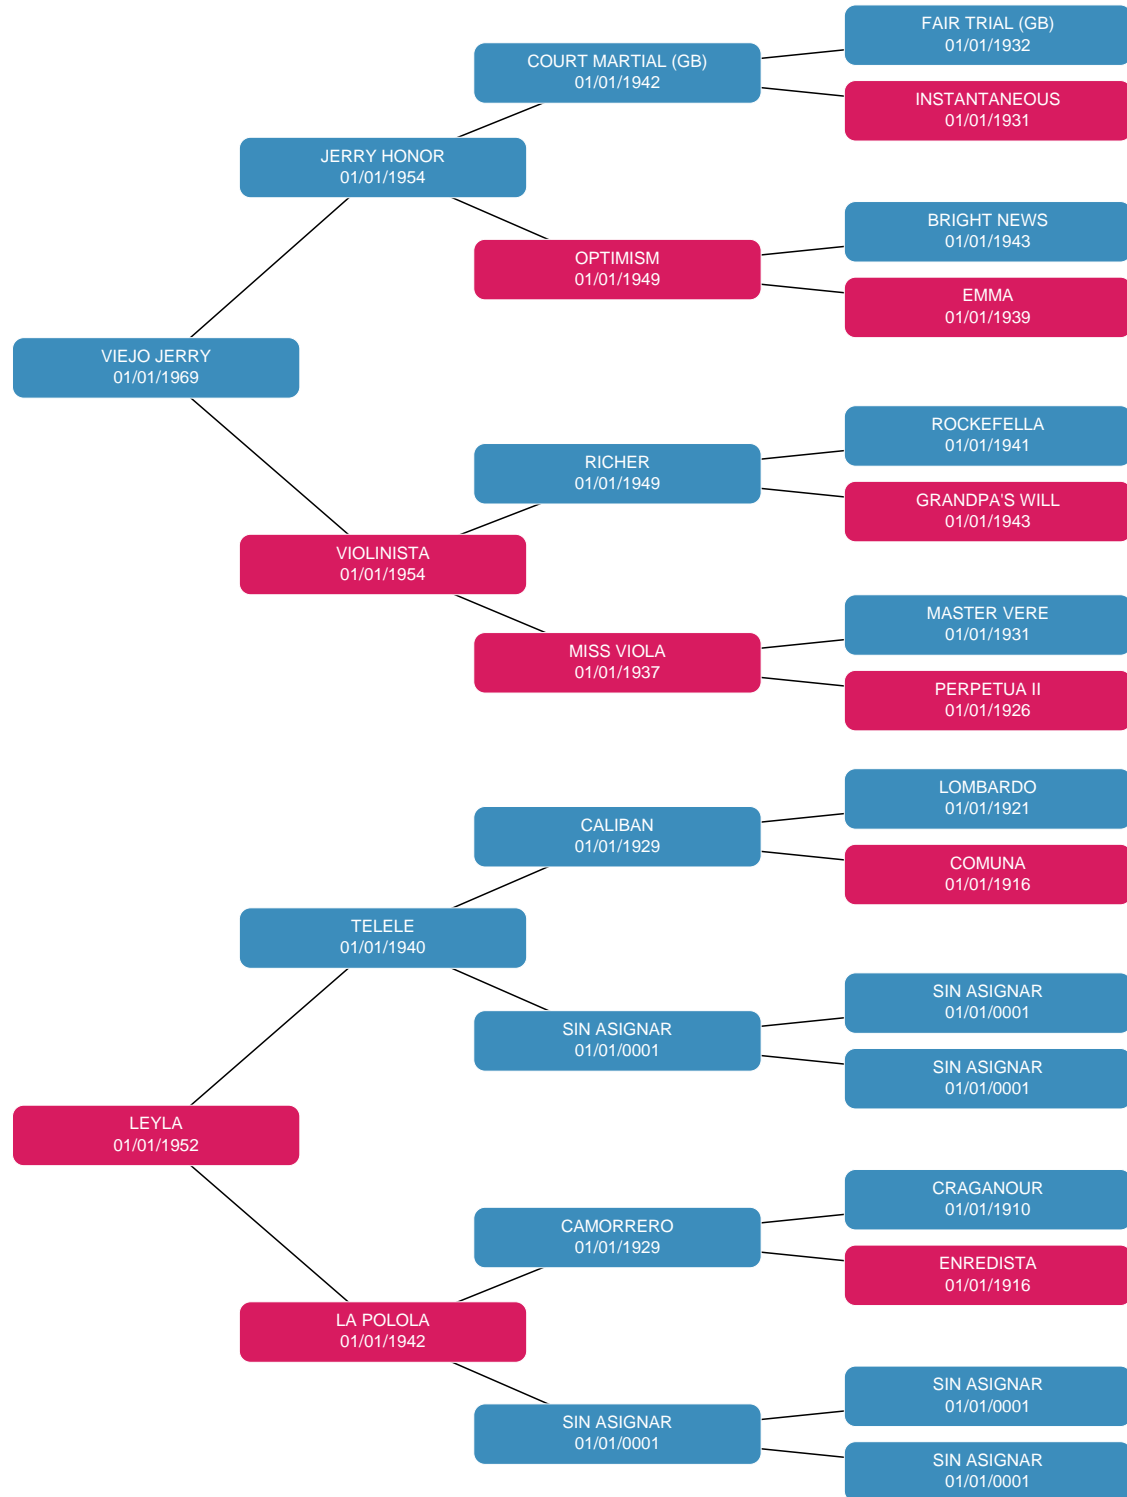 FAIR TRIAL (GB)
01/01/1932
COURT MARTIAL (GB)
01/01/1942
INSTANTANEOUS
01/01/1931
JERRY HONOR
01/01/1954
BRIGHT NEWS
01/01/1943
OPTIMISM
01/01/1949
EMMA
01/01/1939
VIEJO JERRY
01/01/1969
ROCKEFELLA
01/01/1941
RICHER
01/01/1949
GRANDPA'S WILL
01/01/1943
VIOLINISTA
01/01/1954
MASTER VERE
01/01/1931
MISS VIOLA
01/01/1937
PERPETUA II
01/01/1926
LOMBARDO
01/01/1921
CALIBAN
01/01/1929
COMUNA
01/01/1916
TELELE
01/01/1940
SIN ASIGNAR
01/01/0001
SIN ASIGNAR
01/01/0001
SIN ASIGNAR
01/01/0001
LEYLA
01/01/1952
CRAGANOUR
01/01/1910
CAMORRERO
01/01/1929
ENREDISTA
01/01/1916
LA POLOLA
01/01/1942
SIN ASIGNAR
01/01/0001
SIN ASIGNAR
01/01/0001
SIN ASIGNAR
01/01/0001